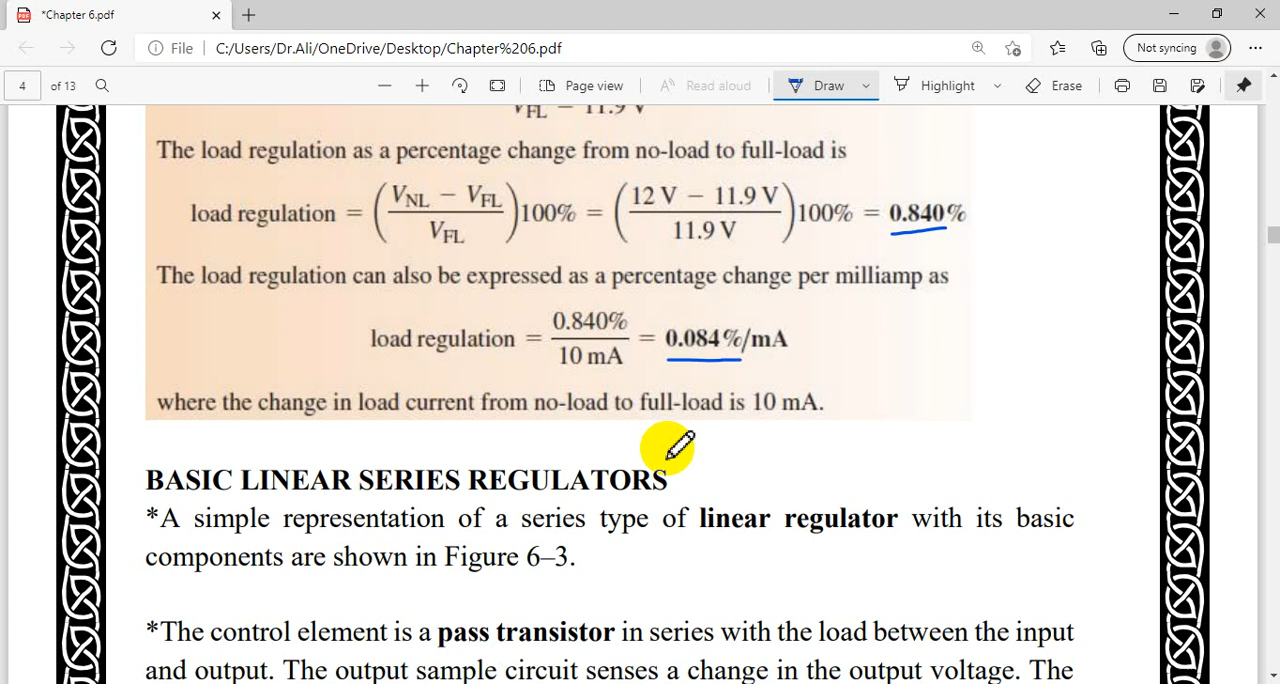 *Chapter 6.pdf
File | C:/Users/Dr.Ali/OneDrive/Desktop/Chapter%206.pdf
Not syncing
4 of 13
Page view
Read aloud
Draw
Highlight
Erase
V_FL = 11.9 V
The load regulation as a percentage change from no-load to full-load is
load regulation = ((V_NL − V_FL)/V_FL)100% = ((12 V − 11.9 V)/11.9 V)100% = 0.840%
The load regulation can also be expressed as a percentage change per milliamp as
load regulation = 0.840%/10 mA = 0.084%/mA
where the change in load current from no-load to full-load is 10 mA.
BASIC LINEAR SERIES REGULATORS
*A simple representation of a series type of linear regulator with its basic
components are shown in Figure 6–3.
*The control element is a pass transistor in series with the load between the input
and output. The output sample circuit senses a change in the output voltage. The